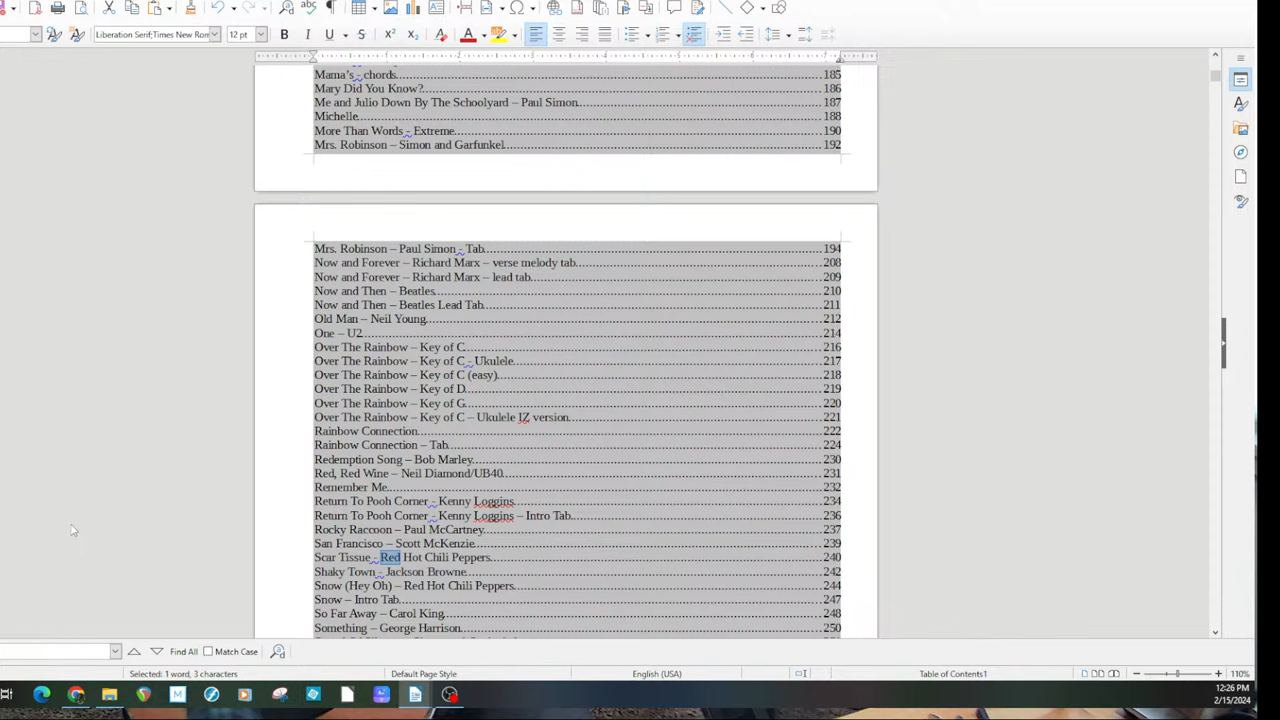 Liberation Serif;Times New Rom
12 pt
Mama's - chords 185
Mary Did You Know? 186
Me and Julio Down By The Schoolyard – Paul Simon 187
Michelle 188
More Than Words - Extreme 190
Mrs. Robinson – Simon and Garfunkel 192
Mrs. Robinson – Paul Simon - Tab 194
Now and Forever – Richard Marx – verse melody tab 208
Now and Forever – Richard Marx – lead tab 209
Now and Then – Beatles 210
Now and Then – Beatles Lead Tab 211
Old Man – Neil Young 212
One – U2 214
Over The Rainbow – Key of C 216
Over The Rainbow – Key of C - Ukulele 217
Over The Rainbow – Key of C (easy) 218
Over The Rainbow – Key of D 219
Over The Rainbow – Key of G 220
Over The Rainbow – Key of C – Ukulele IZ version 221
Rainbow Connection 222
Rainbow Connection – Tab 224
Redemption Song – Bob Marley 230
Red, Red Wine – Neil Diamond/UB40 231
Remember Me 232
Return To Pooh Corner - Kenny Loggins 234
Return To Pooh Corner - Kenny Loggins – Intro Tab 236
Rocky Raccoon – Paul McCartney 237
San Francisco – Scott McKenzie 239
Scar Tissue - Red Hot Chili Peppers 240
Shaky Town - Jackson Browne 242
Snow (Hey Oh) – Red Hot Chili Peppers 244
Snow – Intro Tab 247
So Far Away – Carol King 248
Something – George Harrison 250
Find All Match Case
Selected: 1 word, 3 characters Default Page Style English (USA) Table of Contents1 110%
12:26 PM
2/15/2024